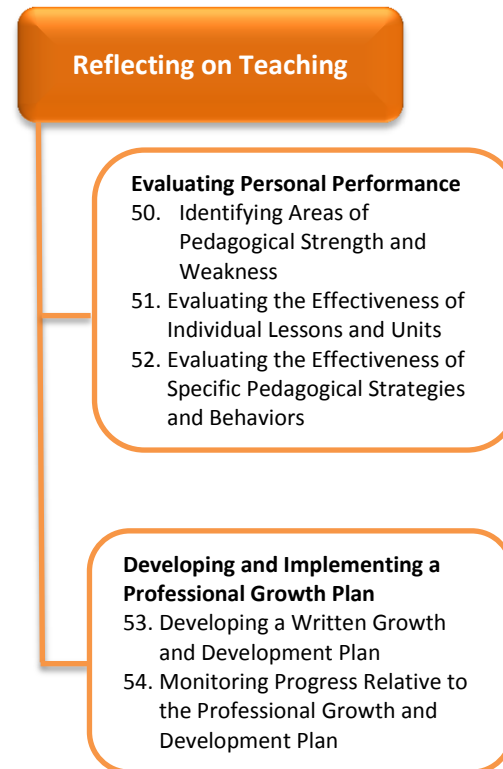 Reflecting on Teaching
Evaluating Personal Performance
50. Identifying Areas of
Pedagogical Strength and
Weakness
51. Evaluating the Effectiveness of
Individual Lessons and Units
52. Evaluating the Effectiveness of
Specific Pedagogical Strategies
and Behaviors
Developing and Implementing a
Professional Growth Plan
53. Developing a Written Growth
and Development Plan
54. Monitoring Progress Relative to
the Professional Growth and
Development Plan